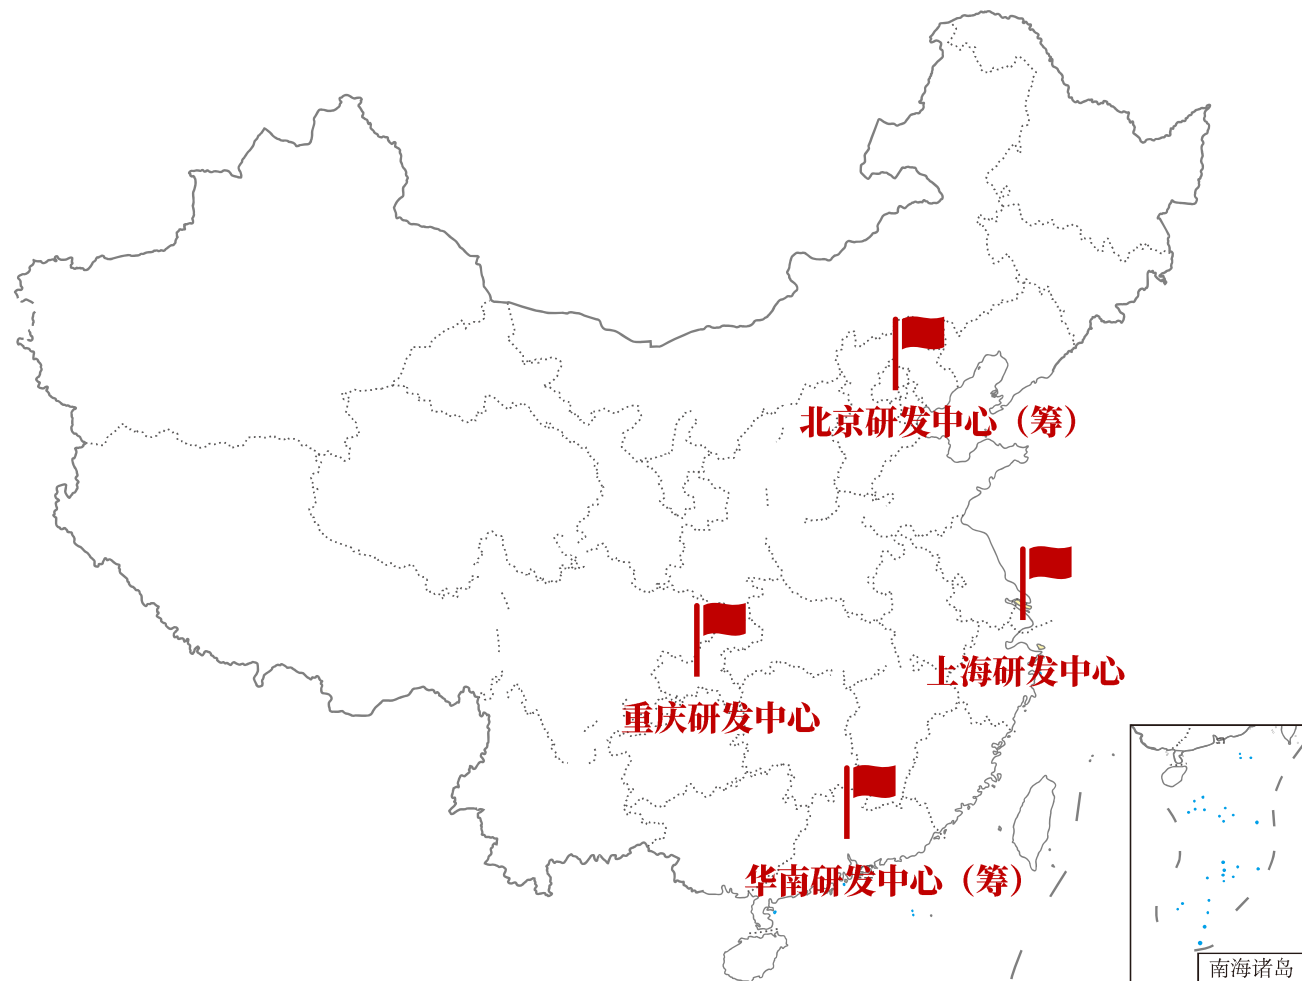 北京研发中心（筹）
上海研发中心
重庆研发中心
华南研发中心（筹）
南海诸岛